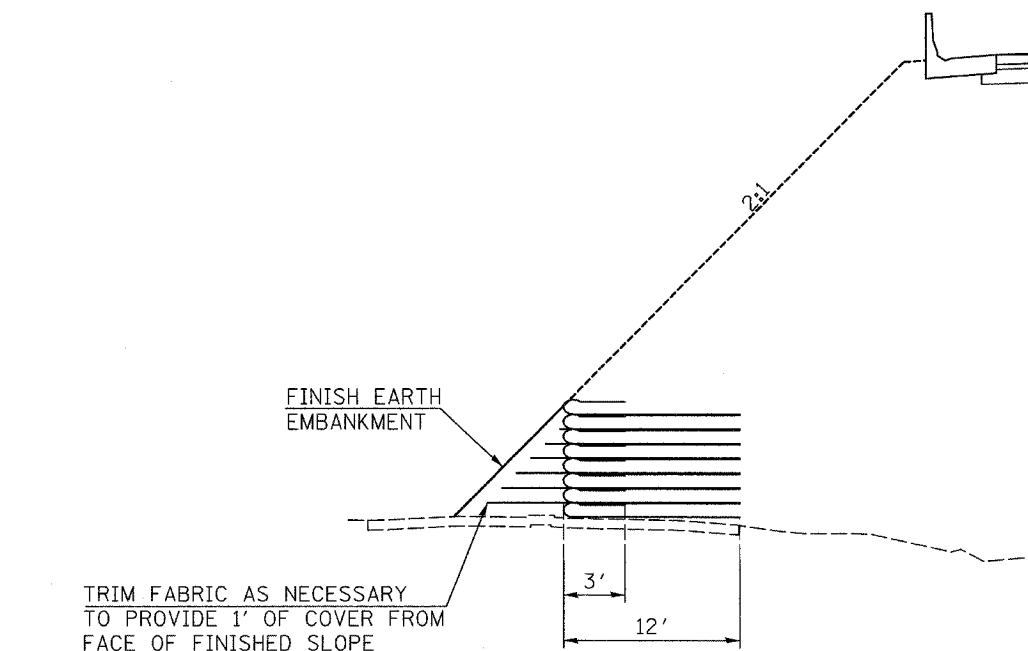 2:1
FINISH EARTH
EMBANKMENT
TRIM FABRIC AS NECESSARY
TO PROVIDE 1' OF COVER FROM
FACE OF FINISHED SLOPE
3'
12'